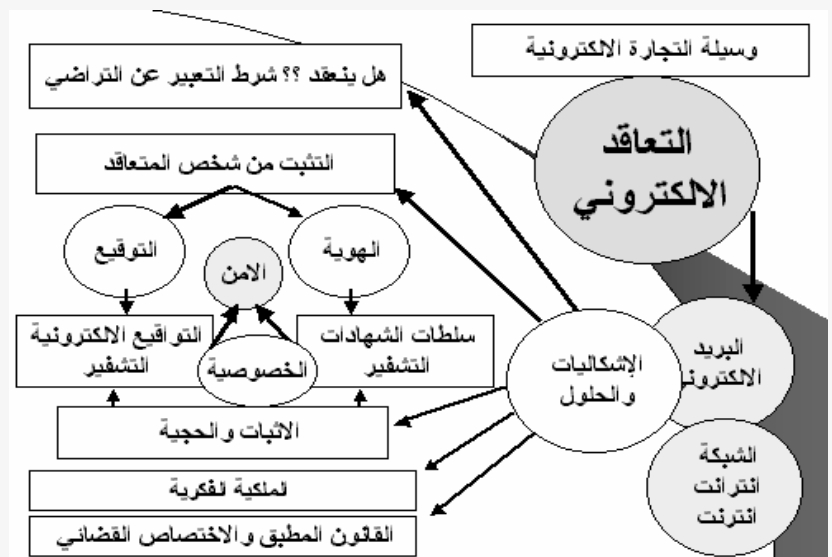 وسيلة التجارة الالكترونية
هل ينعقد ؟؟ شرط التعبير عن التراضي
التعاقد
الالكتروني
التثبت من شخص المتعاقد
الهوية
التوقيع
الامن
سلطات الشهادات
التشفير
التواقيع الالكترونية
التشفير
الخصوصية
الإشكاليات
والحلول
البريد
الالكتروني
الاثبات والحجية
الشبكة
انترانت
انترنت
الملكية الفكرية
القانون المطبق والاختصاص القضائي